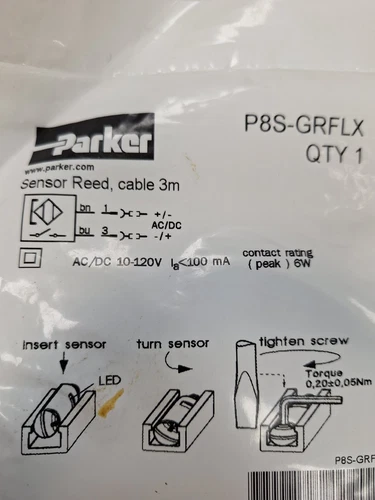 Parker
www.parker.com
P8S-GRFLX
QTY 1
Sensor Reed, cable 3m
bn 1 +/-
AC/DC
bu 3 -/+
AC/DC 10-120V Ia<100 mA
contact rating
( peak ) 6W
insert sensor
turn sensor
tighten screw
LED
Torque
0,20±0,05Nm
P8S-GRF